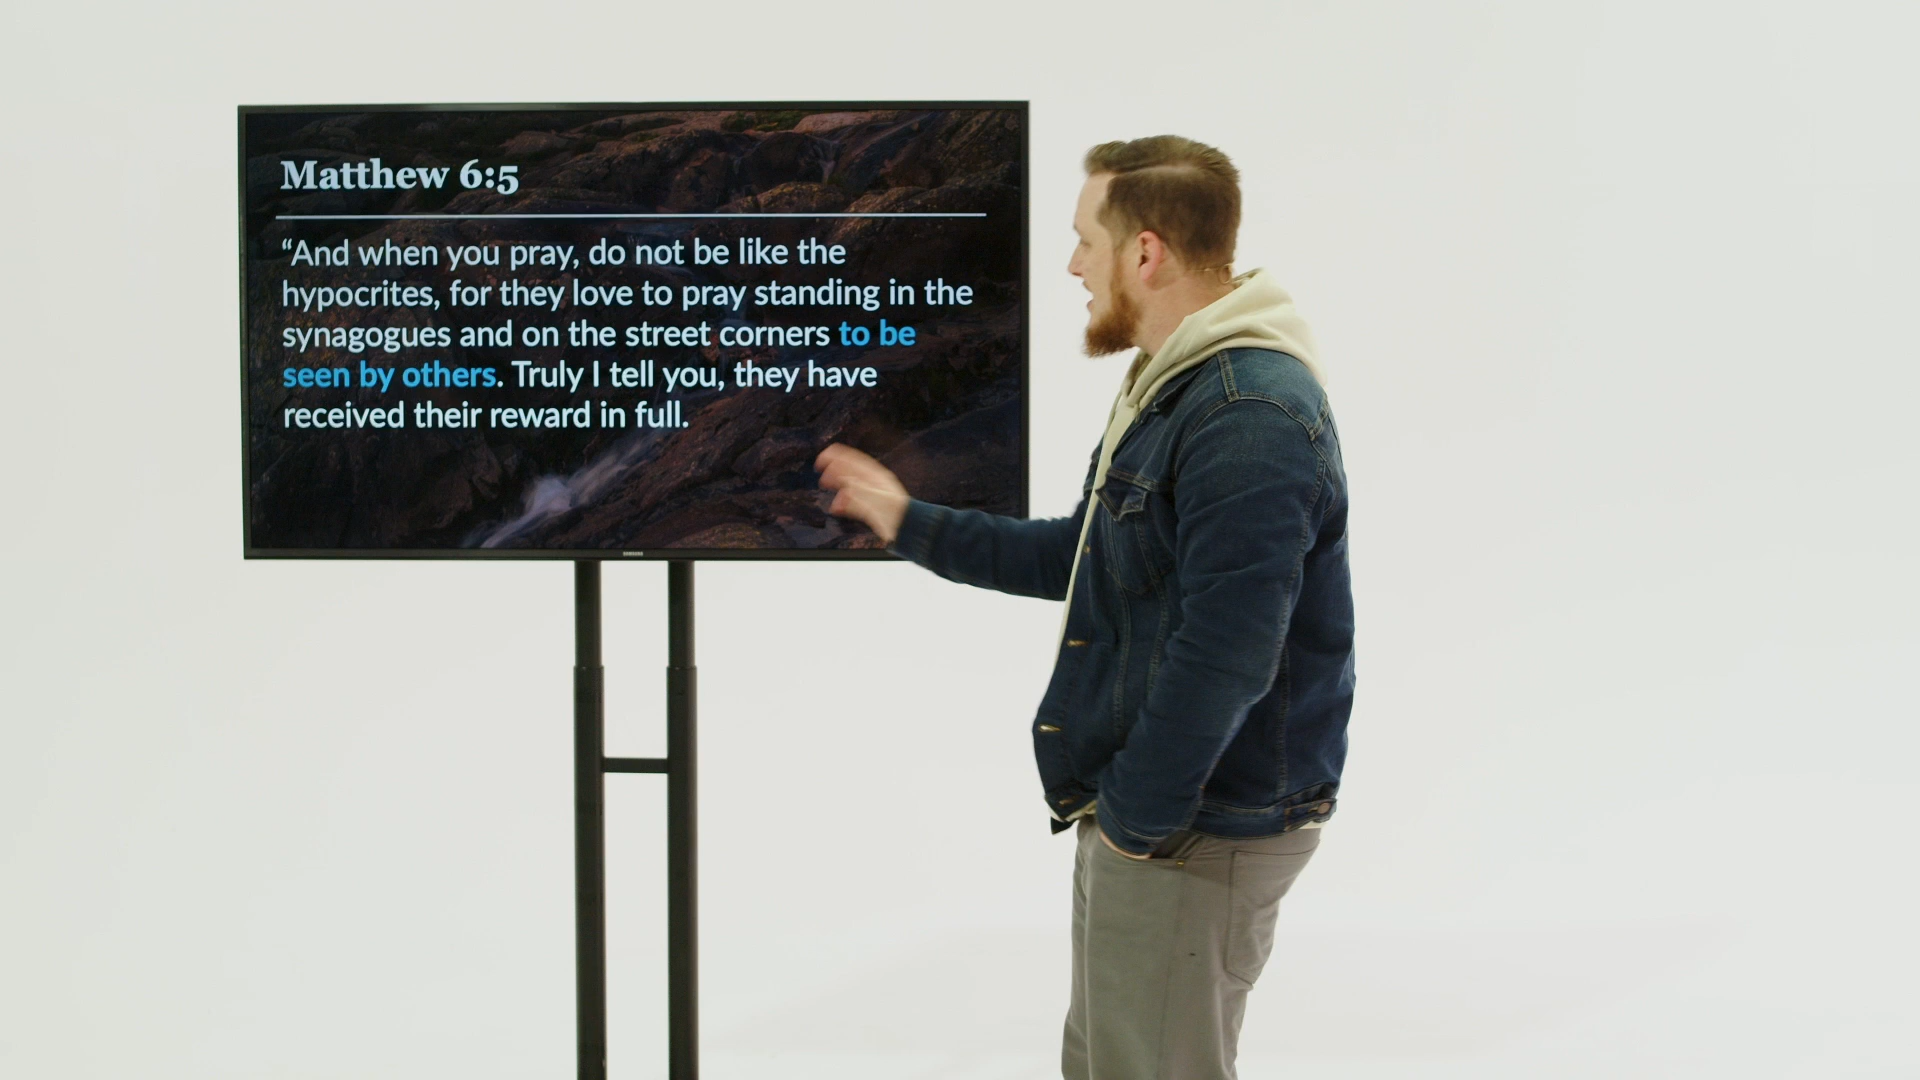 Matthew 6:5
“And when you pray, do not be like the
hypocrites, for they love to pray standing in the
synagogues and on the street corners to be
seen by others. Truly I tell you, they have
received their reward in full.
SAMSUNG